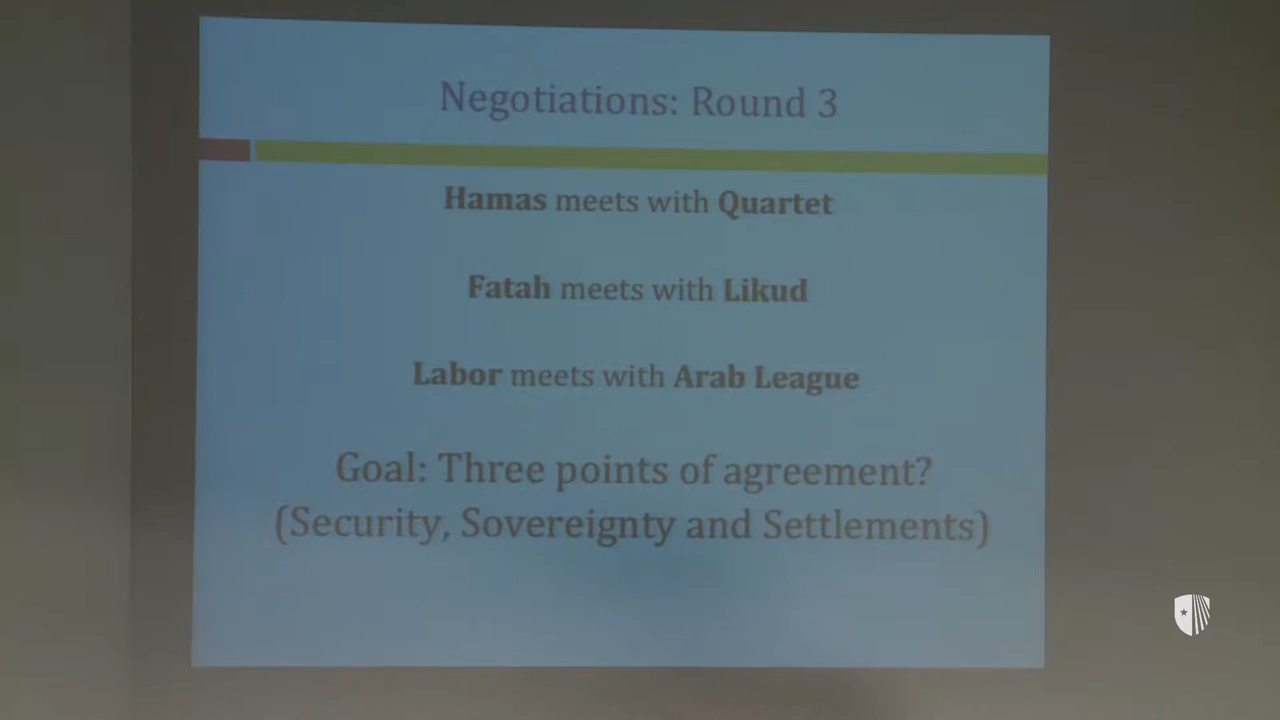 Negotiations: Round 3
Hamas meets with Quartet
Fatah meets with Likud
Labor meets with Arab League
Goal: Three points of agreement?
(Security, Sovereignty and Settlements)